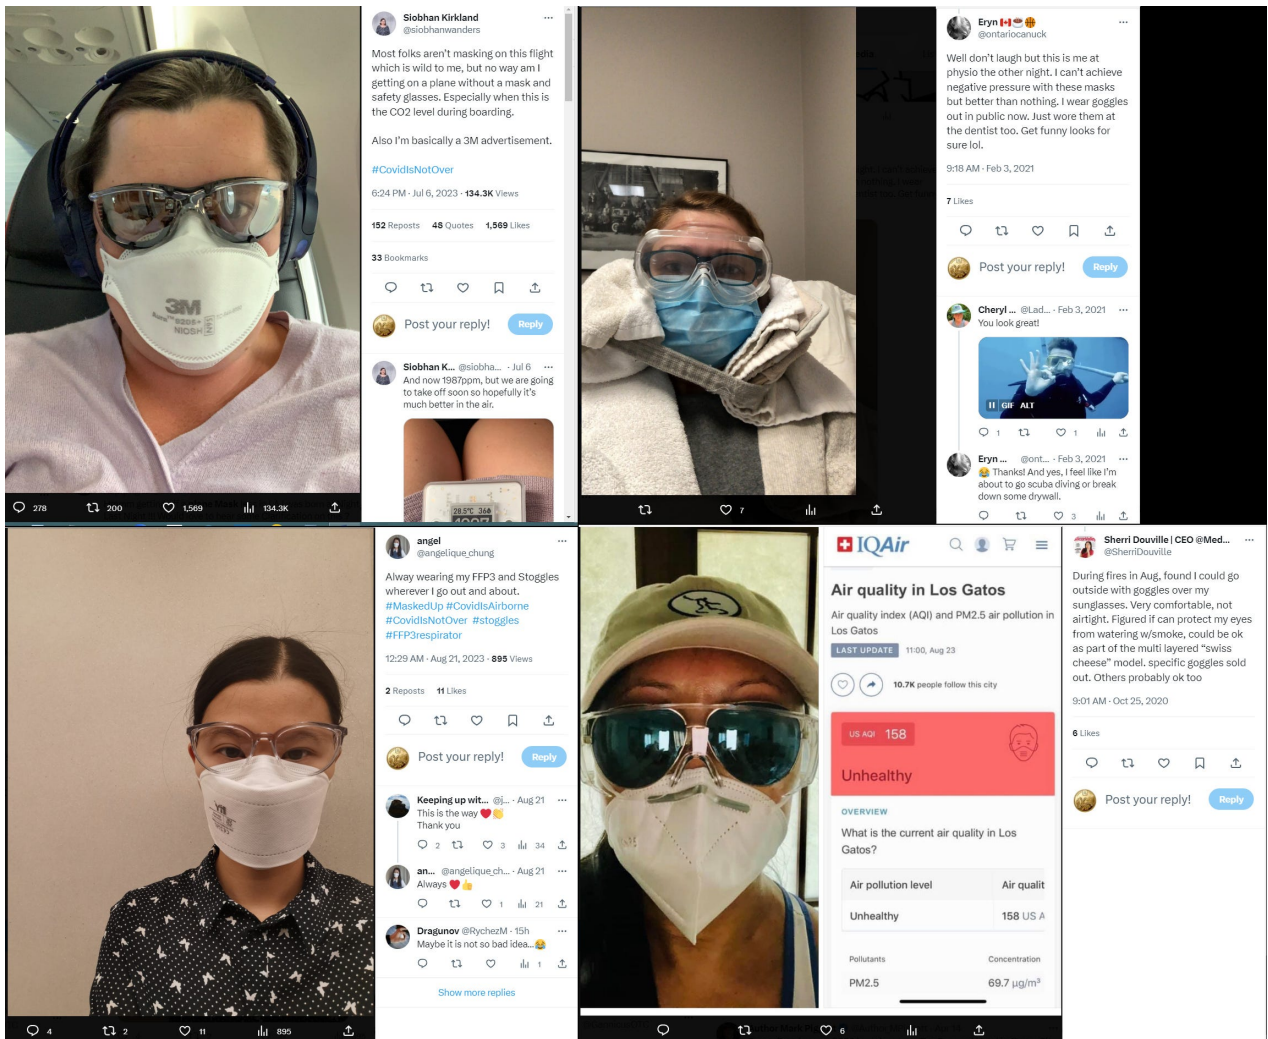 Siobhan Kirkland
@siobhanwanders
Most folks aren't masking on this flight
which is wild to me, but no way am I
getting on a plane without a mask and
safety glasses. Especially when this is
the CO2 level during boarding.
Also I'm basically a 3M advertisement.
#CovidIsNotOver
6:24 PM · Jul 6, 2023 · 134.3K Views
152 Reposts 48 Quotes 1,569 Likes
33 Bookmarks
Post your reply! Reply
Siobhan K... @siobha... · Jul 6
And now 1987ppm, but we are going
to take off soon so hopefully it's
much better in the air.
28.5°C
3M
NIOSH
278 200 1,569 134.3K
Eryn
@ontariocanuck
Well don't laugh but this is me at
physio the other night. I can't achieve
negative pressure with these masks
but better than nothing. I wear goggles
out in public now. Just wore them at
the dentist too. Get funny looks for
sure lol.
9:18 AM · Feb 3, 2021
7 Likes
Post your reply! Reply
Cheryl ... @Lad... · Feb 3, 2021
You look great!
GIF ALT
1 1
Eryn ... @ont... · Feb 3, 2021
😂 Thanks! And yes, I feel like I'm
about to go scuba diving or break
down some drywall.
3
7
angel
@angelique_chung
Alway wearing my FFP3 and Stoggles
wherever I go out and about.
#MaskedUp #CovidIsAirborne
#CovidIsNotOver #stoggles
#FFP3respirator
12:29 AM · Aug 21, 2023 · 895 Views
2 Reposts 11 Likes
Post your reply! Reply
Keeping up wit... @j... · Aug 21
This is the way ❤️👏
Thank you
2 3 34
an... @angelique_ch... · Aug 21
Always ❤️👍
1 21
Dragunov @RychezM · 15h
Maybe it is not so bad idea...😂
1
Show more replies
4 2 11 895
IQAir
Air quality in Los Gatos
Air quality index (AQI) and PM2.5 air pollution in
Los Gatos
LAST UPDATE 11:00, Aug 23
10.7K people follow this city
US AQI 158
Unhealthy
OVERVIEW
What is the current air quality in Los
Gatos?
Air pollution level Air qualit
Unhealthy 158 US A
Pollutants Concentration
PM2.5 69.7 µg/m³
6
Sherri Douville | CEO @Med...
@SherriDouville
During fires in Aug, found I could go
outside with goggles over my
sunglasses. Very comfortable, not
airtight. Figured if can protect my eyes
from watering w/smoke, could be ok
as part of the multi layered "swiss
cheese" model. specific goggles sold
out. Others probably ok too
9:01 AM · Oct 25, 2020
6 Likes
Post your reply! Reply